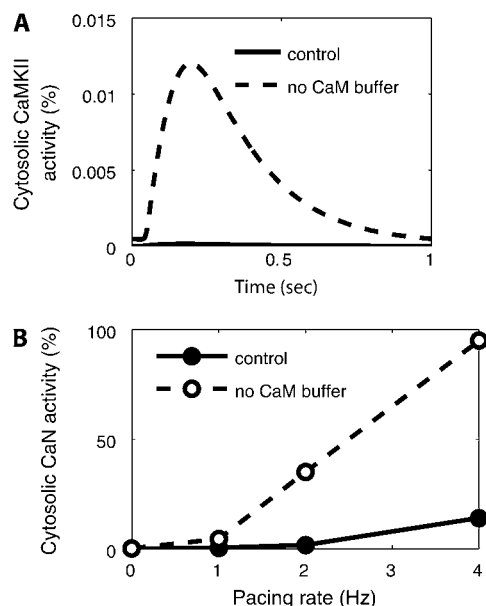 A
Cytosolic CaMKII
activity (%)
0.015
0.01
0.005
0
control
no CaM buffer
0
0.5
1
Time (sec)
B
Cytosolic CaN activity (%)
100
50
0
control
no CaM buffer
0
1
2
3
4
Pacing rate (Hz)